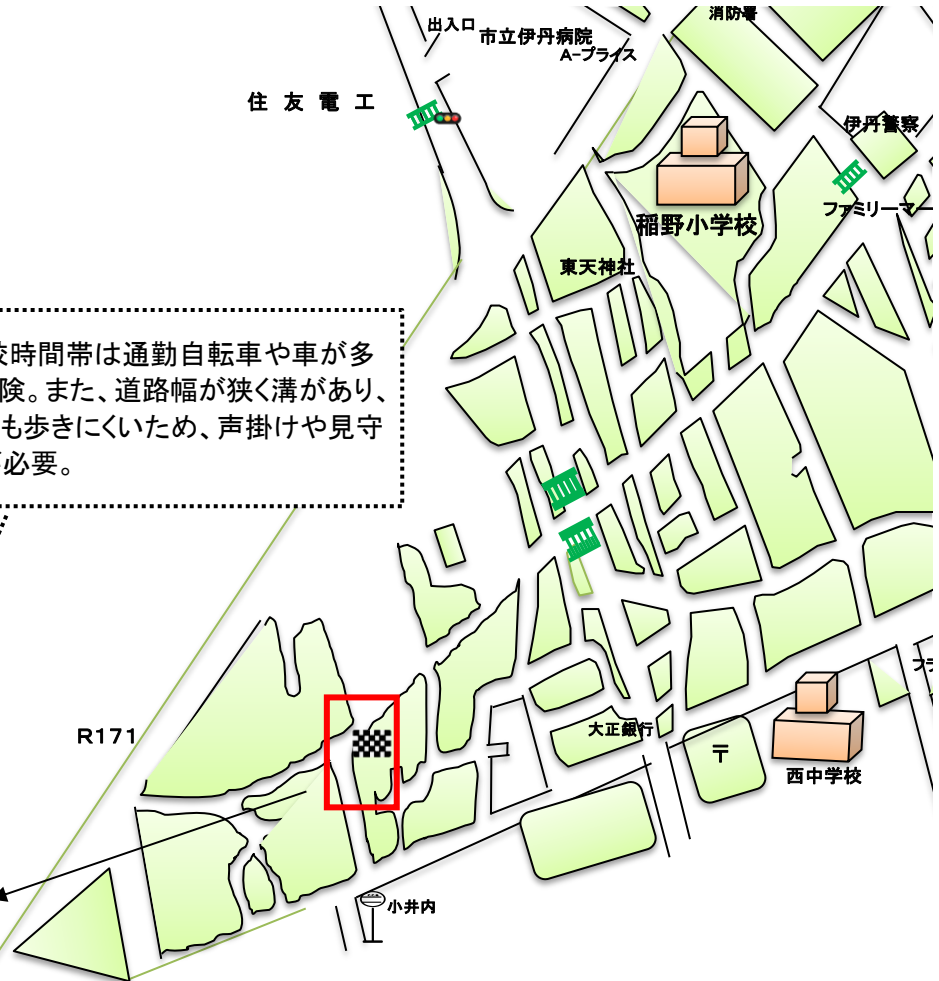 消防署
出入口
市立伊丹病院
A-プライス
住友電工
伊丹警察
ファミリーマー
稲野小学校
東天神社
校時間帯は通勤自転車や車が多
険。また、道路幅が狭く溝があり、
も歩きにくいため、声掛けや見守
が必要。
R171
大正銀行
〒
フラ
西中学校
小井内